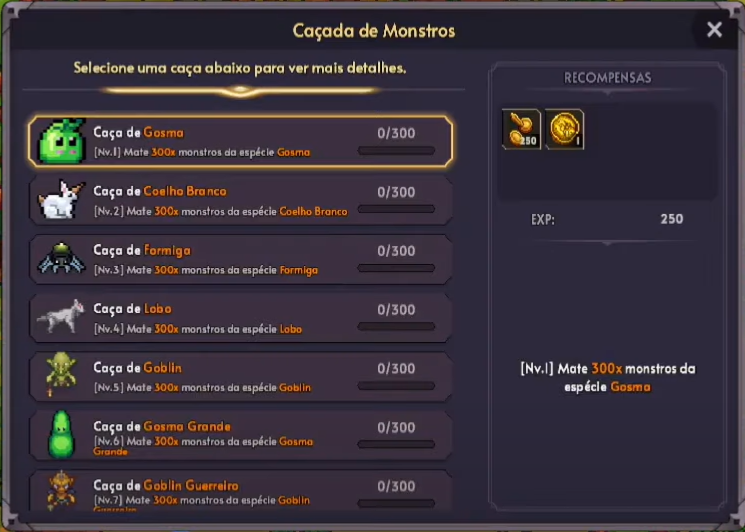 Caçada de Monstros
Selecione uma caça abaixo para ver mais detalhes.
Caça de Gosma
0/300
[Nv.1] Mate 300x monstros da espécie Gosma
Caça de Coelho Branco
0/300
[Nv.2] Mate 300x monstros da espécie Coelho Branco
Caça de Formiga
0/300
[Nv.3] Mate 300x monstros da espécie Formiga
Caça de Lobo
0/300
[Nv.4] Mate 300x monstros da espécie Lobo
Caça de Goblin
0/300
[Nv.5] Mate 300x monstros da espécie Goblin
Caça de Gosma Grande
0/300
[Nv.6] Mate 300x monstros da espécie Gosma
Grande
Caça de Goblin Guerreiro
0/300
[Nv.7] Mate 300x monstros da espécie Goblin
RECOMPENSAS
250
1
EXP:
250
[Nv.1] Mate 300x monstros da
espécie Gosma